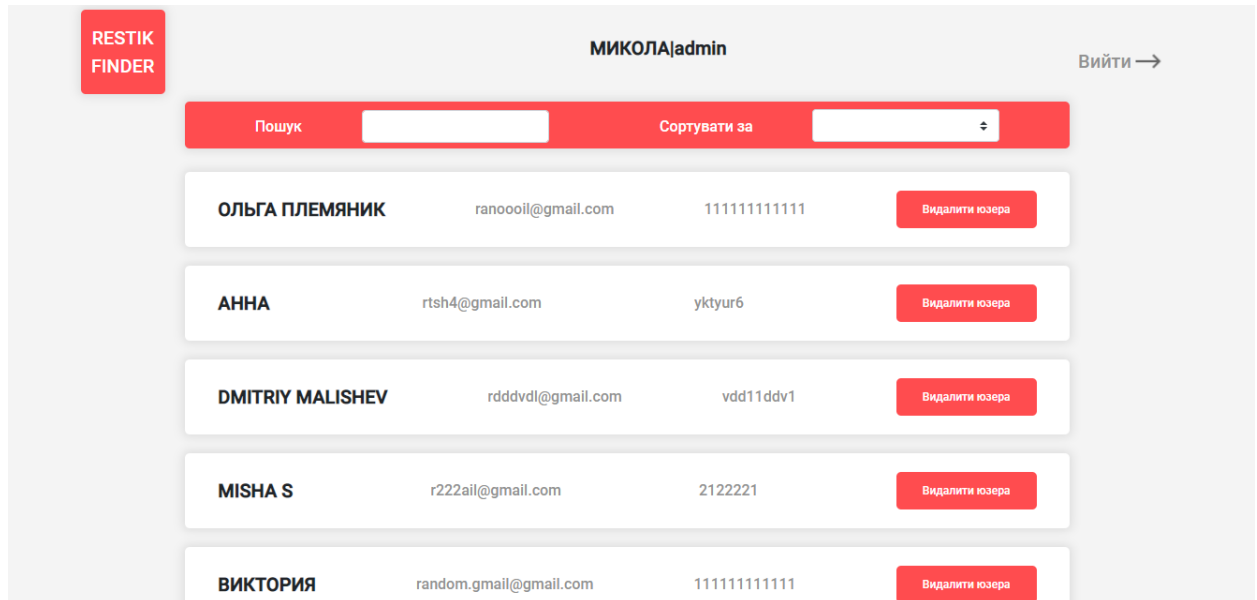 RESTIK
FINDER
МИКОЛА|admin
Вийти
Пошук
Сортувати за
ОЛЬГА ПЛЕМЯНИК ranoooil@gmail.com 111111111111 Видалити юзера
АННА rtsh4@gmail.com yktyur6 Видалити юзера
DMITRIY MALISHEV rdddvdl@gmail.com vdd11ddv1 Видалити юзера
MISHA S r222ail@gmail.com 2122221 Видалити юзера
ВИКТОРИЯ random.gmail@gmail.com 111111111111 Видалити юзера